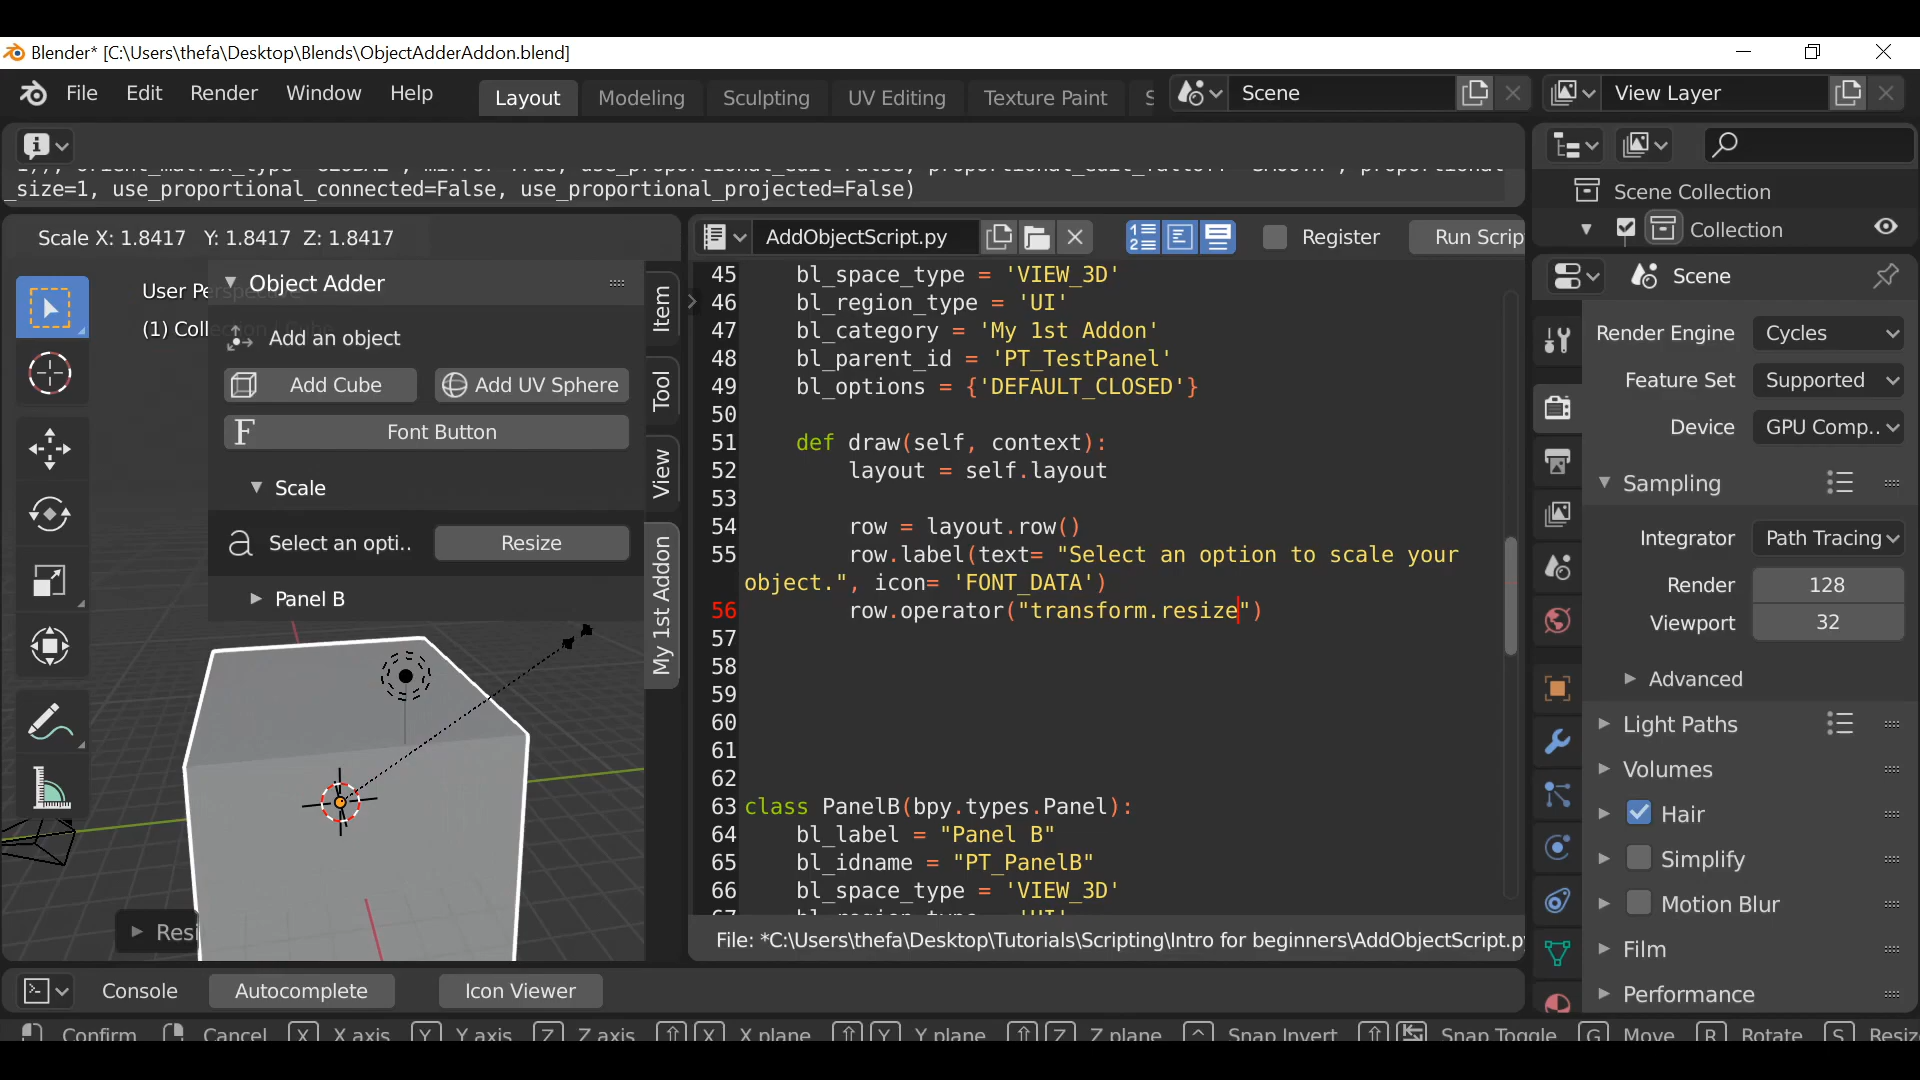 Blender* [C:\Users\thefa\Desktop\Blends\ObjectAdderAddon.blend]
File Edit Render Window Help
Layout Modeling Sculpting UV Editing Texture Paint S
Scene
View Layer
_size=1, use_proportional_connected=False, use_proportional_projected=False)
Scene Collection
Collection
Scale X: 1.8417 Y: 1.8417 Z: 1.8417
User Perspective
(1) Coll
Object Adder
Add an object
Add Cube
Add UV Sphere
Font Button
Scale
Select an opti..
Resize
Panel B
Resi
Item
Tool
View
My 1st Addon
AddObjectScript.py
Register
Run Scrip
45 bl_space_type = 'VIEW_3D'
46 bl_region_type = 'UI'
47 bl_category = 'My 1st Addon'
48 bl_parent_id = 'PT_TestPanel'
49 bl_options = {'DEFAULT_CLOSED'}
50
51 def draw(self, context):
52 layout = self.layout
53
54 row = layout.row()
55 row.label(text= "Select an option to scale your
object.", icon= 'FONT_DATA')
56 row.operator("transform.resize")
57
58
59
60
61
62
63 class PanelB(bpy.types.Panel):
64 bl_label = "Panel B"
65 bl_idname = "PT_PanelB"
66 bl_space_type = 'VIEW_3D'
File: *C:\Users\thefa\Desktop\Tutorials\Scripting\Intro for beginners\AddObjectScript.py
Scene
Render Engine Cycles
Feature Set Supported
Device GPU Comp..
Sampling
Integrator Path Tracing
Render 128
Viewport 32
Advanced
Light Paths
Volumes
Hair
Simplify
Motion Blur
Film
Performance
Console Autocomplete Icon Viewer
Confirm Cancel X X axis Y Y axis Z Z axis X X plane Y Y plane Z Z plane Snap Invert Snap Toggle G Move R Rotate S Resize